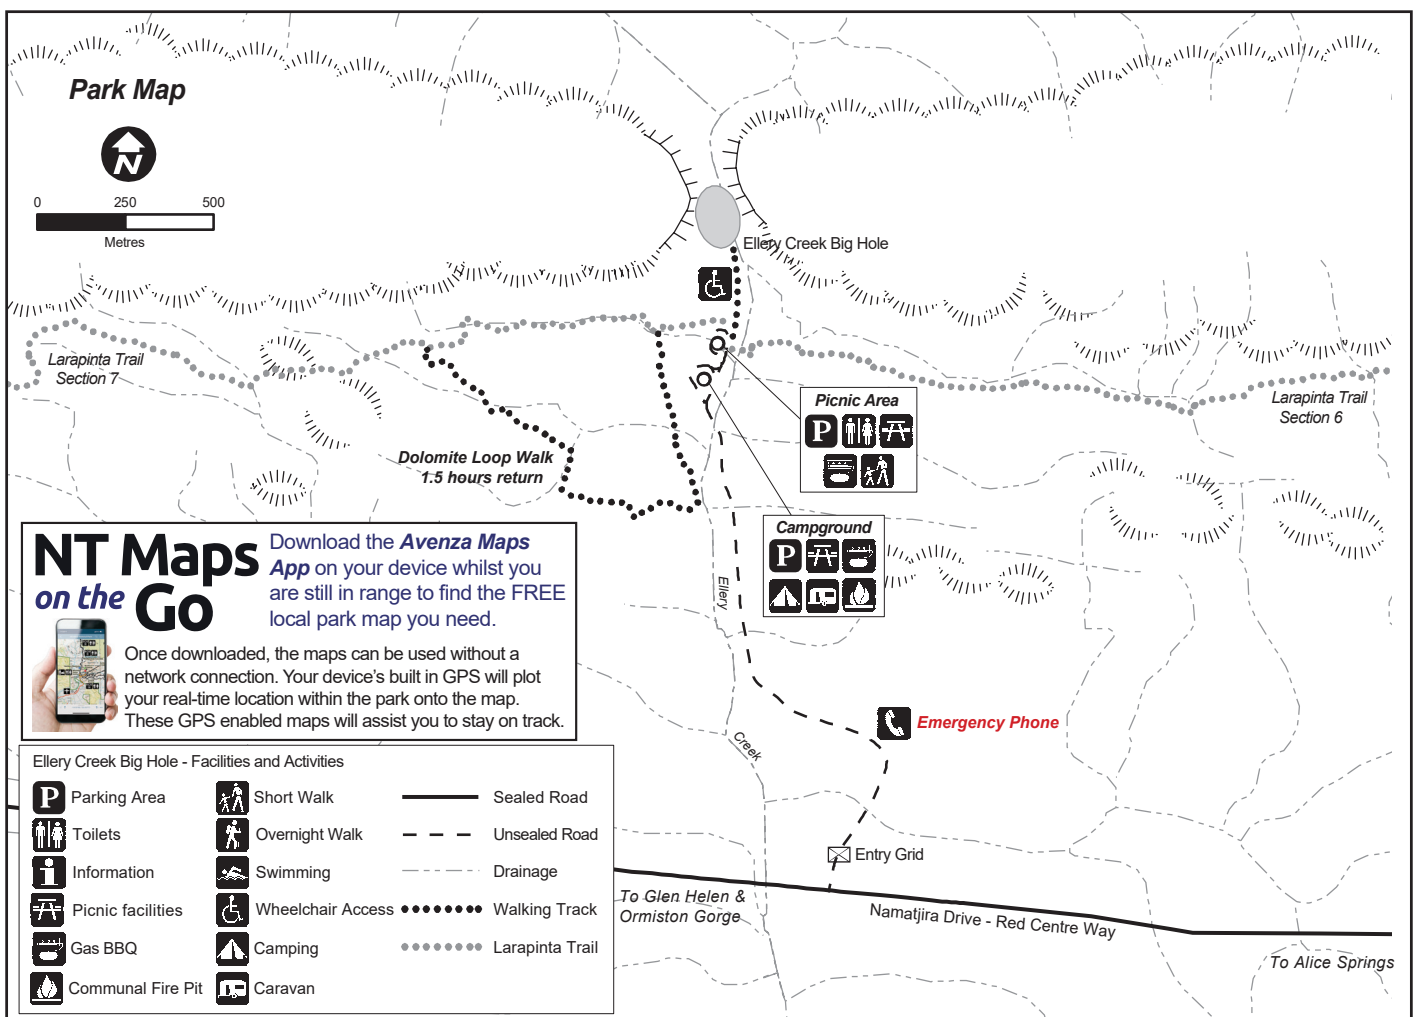 Park Map
N
0 250 500
Metres
Ellery Creek Big Hole
Larapinta Trail
Section 7
Larapinta Trail
Section 6
Picnic Area
P
Dolomite Loop Walk
1.5 hours return
Campground
P
NT Maps
on the Go
Download the Avenza Maps
App on your device whilst you
are still in range to find the FREE
local park map you need.
Once downloaded, the maps can be used without a
network connection. Your device's built in GPS will plot
your real-time location within the park onto the map.
These GPS enabled maps will assist you to stay on track.
Ellery
Creek
Emergency Phone
Entry Grid
To Glen Helen &
Ormiston Gorge
Namatjira Drive - Red Centre Way
To Alice Springs
Ellery Creek Big Hole - Facilities and Activities
P Parking Area
Toilets
i Information
Picnic facilities
Gas BBQ
Communal Fire Pit
Short Walk
Overnight Walk
Swimming
Wheelchair Access
Camping
Caravan
Sealed Road
Unsealed Road
Drainage
Walking Track
Larapinta Trail